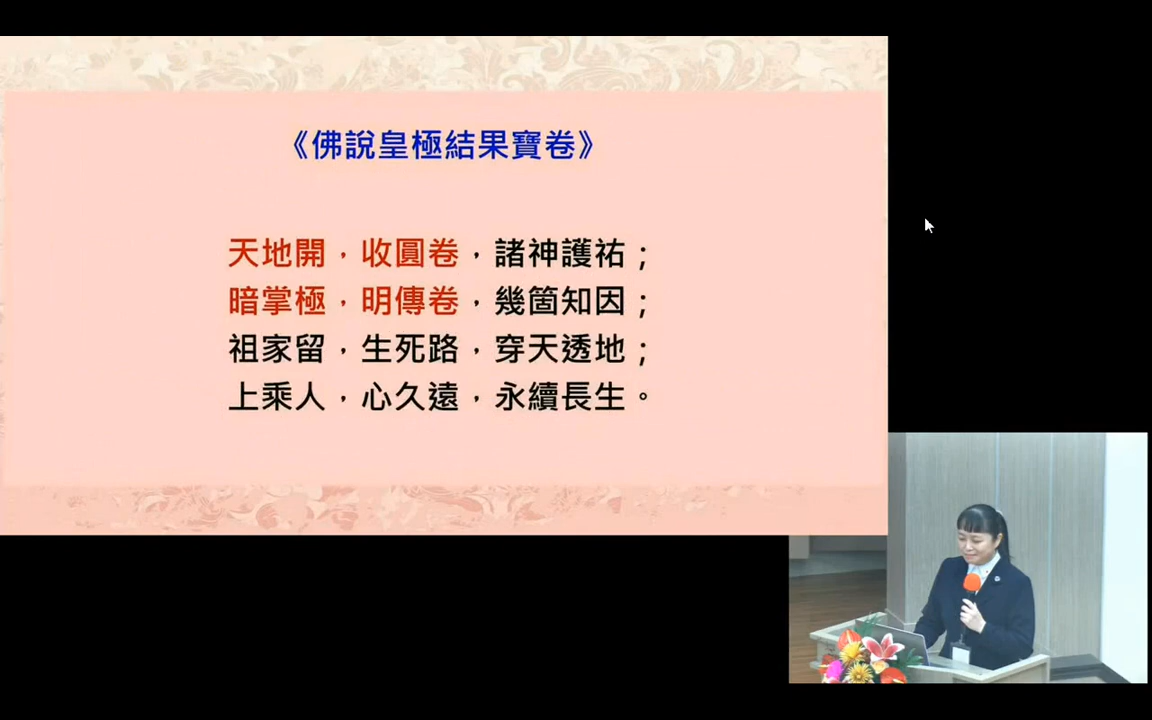 《佛說皇極結果寶卷》
天地開，收圓卷，諸神護祐；
暗掌極，明傳卷，幾箇知因；
祖家留，生死路，穿天透地；
上乘人，心久遠，永續長生。